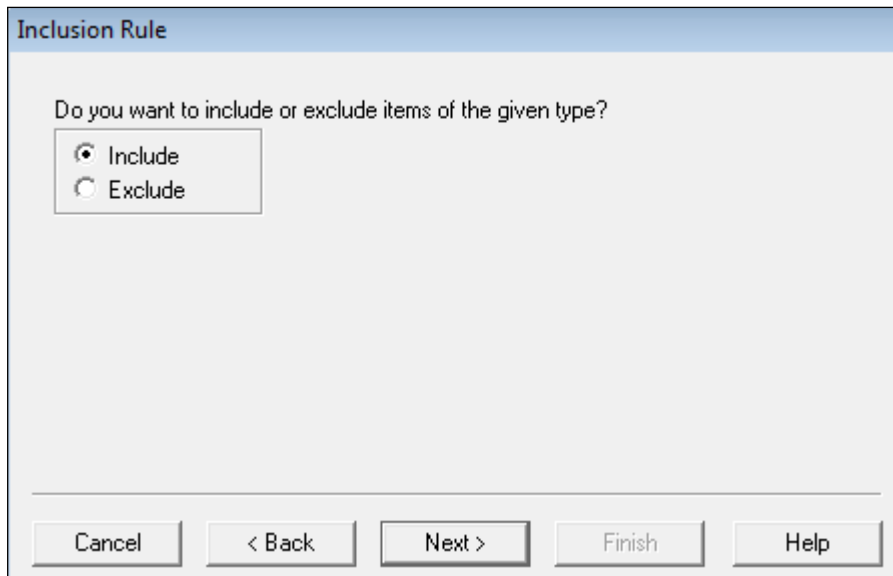 Inclusion Rule
Do you want to include or exclude items of the given type?
Include
Exclude
Cancel
< Back
Next >
Finish
Help